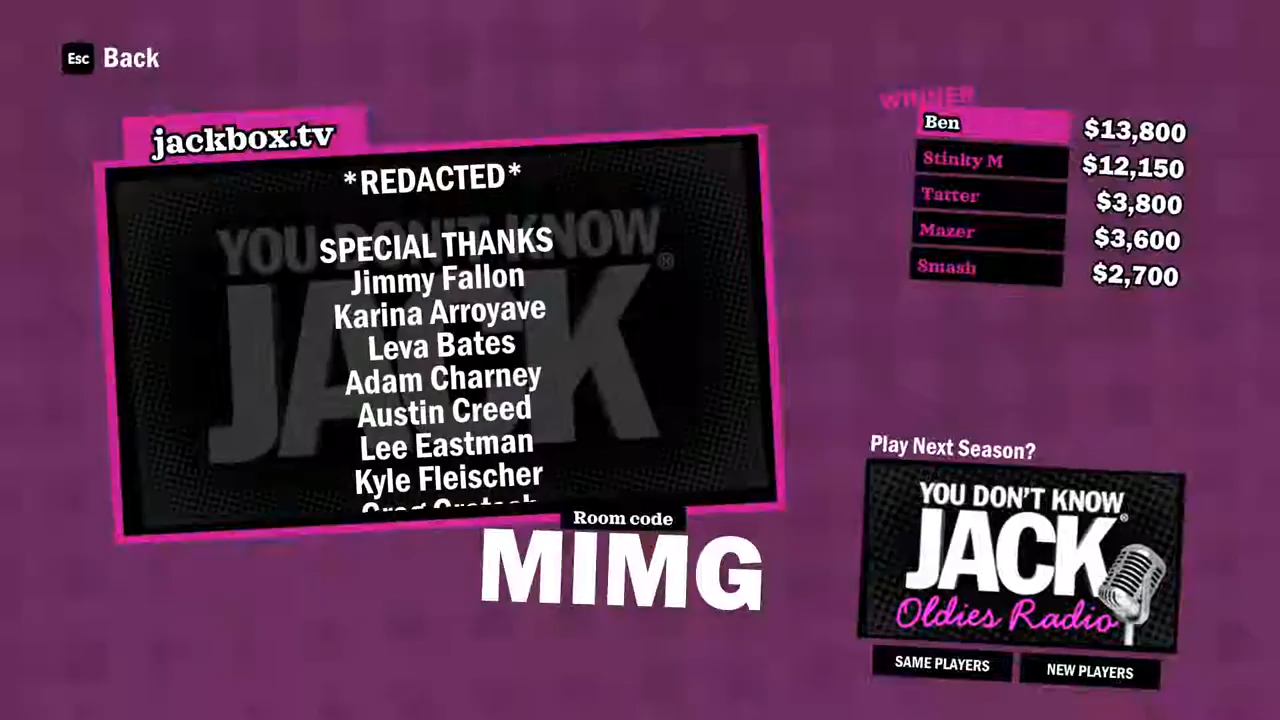 Esc Back
jackbox.tv
*REDACTED*
YOU DON'T KNOW
JACK®
SPECIAL THANKS
Jimmy Fallon
Karina Arroyave
Leva Bates
Adam Charney
Austin Creed
Lee Eastman
Kyle Fleischer
Room code
MIMG
WINNER
Ben $13,800
Stinky M $12,150
Tatter $3,800
Mazer $3,600
Smash $2,700
Play Next Season?
YOU DON'T KNOW
JACK®
Oldies Radio
SAME PLAYERS
NEW PLAYERS